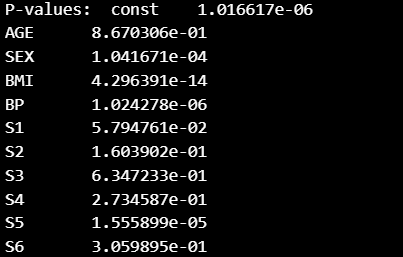 P-values:  const    1.016617e-06
AGE      8.670306e-01
SEX      1.041671e-04
BMI      4.296391e-14
BP       1.024278e-06
S1       5.794761e-02
S2       1.603902e-01
S3       6.347233e-01
S4       2.734587e-01
S5       1.555899e-05
S6       3.059895e-01